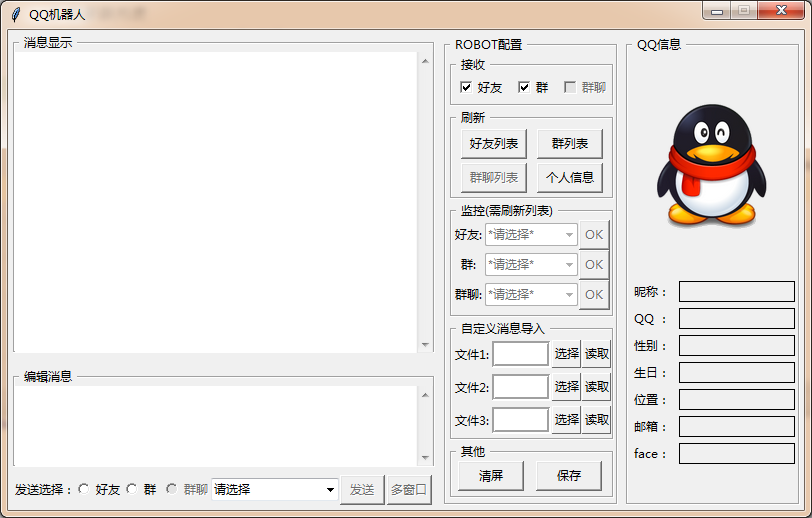 QQ机器人
消息显示
编辑消息
发送选择： 好友 群 群聊 请选择 发送 多窗口
ROBOT配置
接收
好友 群 群聊
刷新
好友列表 群列表
群聊列表 个人信息
监控(需刷新列表)
好友: *请选择* OK
群: *请选择* OK
群聊: *请选择* OK
自定义消息导入
文件1: 选择 读取
文件2: 选择 读取
文件3: 选择 读取
其他
清屏 保存
QQ信息
昵称：
QQ ：
性别：
生日：
位置：
邮箱：
face：